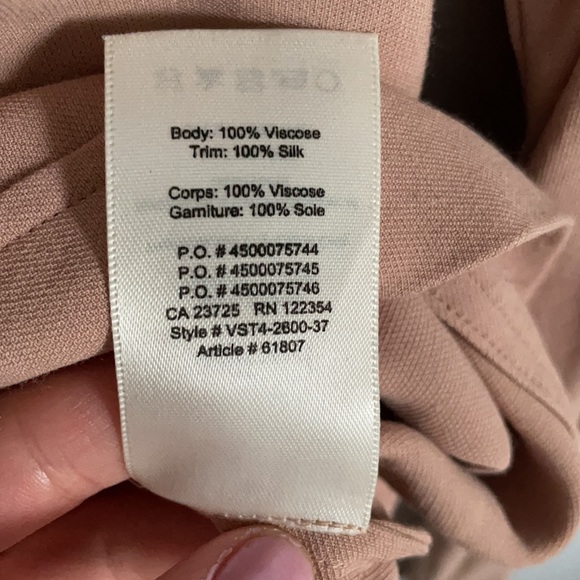 Body: 100% Viscose
Trim: 100% Silk
Corps: 100% Viscose
Garniture: 100% Soie
P.O. # 4500075744
P.O. # 4500075745
P.O. # 4500075746
CA 23725 RN 122354
Style # VST4-2600-37
Article # 61807